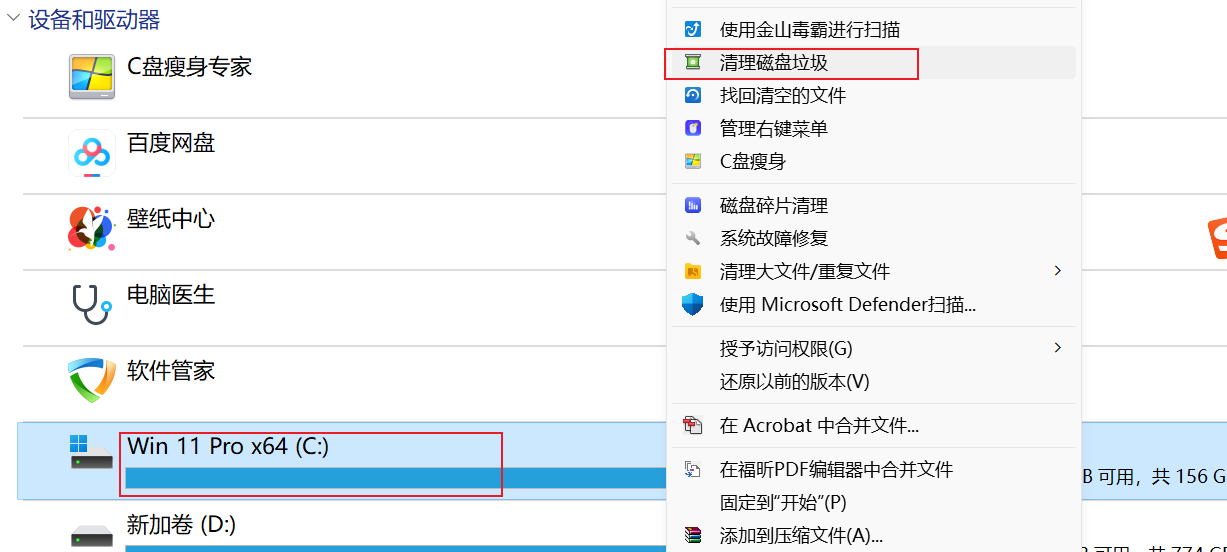 设备和驱动器
C盘瘦身专家
百度网盘
壁纸中心
电脑医生
软件管家
Win 11 Pro x64 (C:)
B 可用，共 156 G
新加卷 (D:)
使用金山毒霸进行扫描
清理磁盘垃圾
找回清空的文件
管理右键菜单
C盘瘦身
磁盘碎片清理
系统故障修复
清理大文件/重复文件
使用 Microsoft Defender扫描...
授予访问权限(G)
还原以前的版本(V)
在 Acrobat 中合并文件...
在福昕PDF编辑器中合并文件
固定到“开始”(P)
添加到压缩文件(A)...